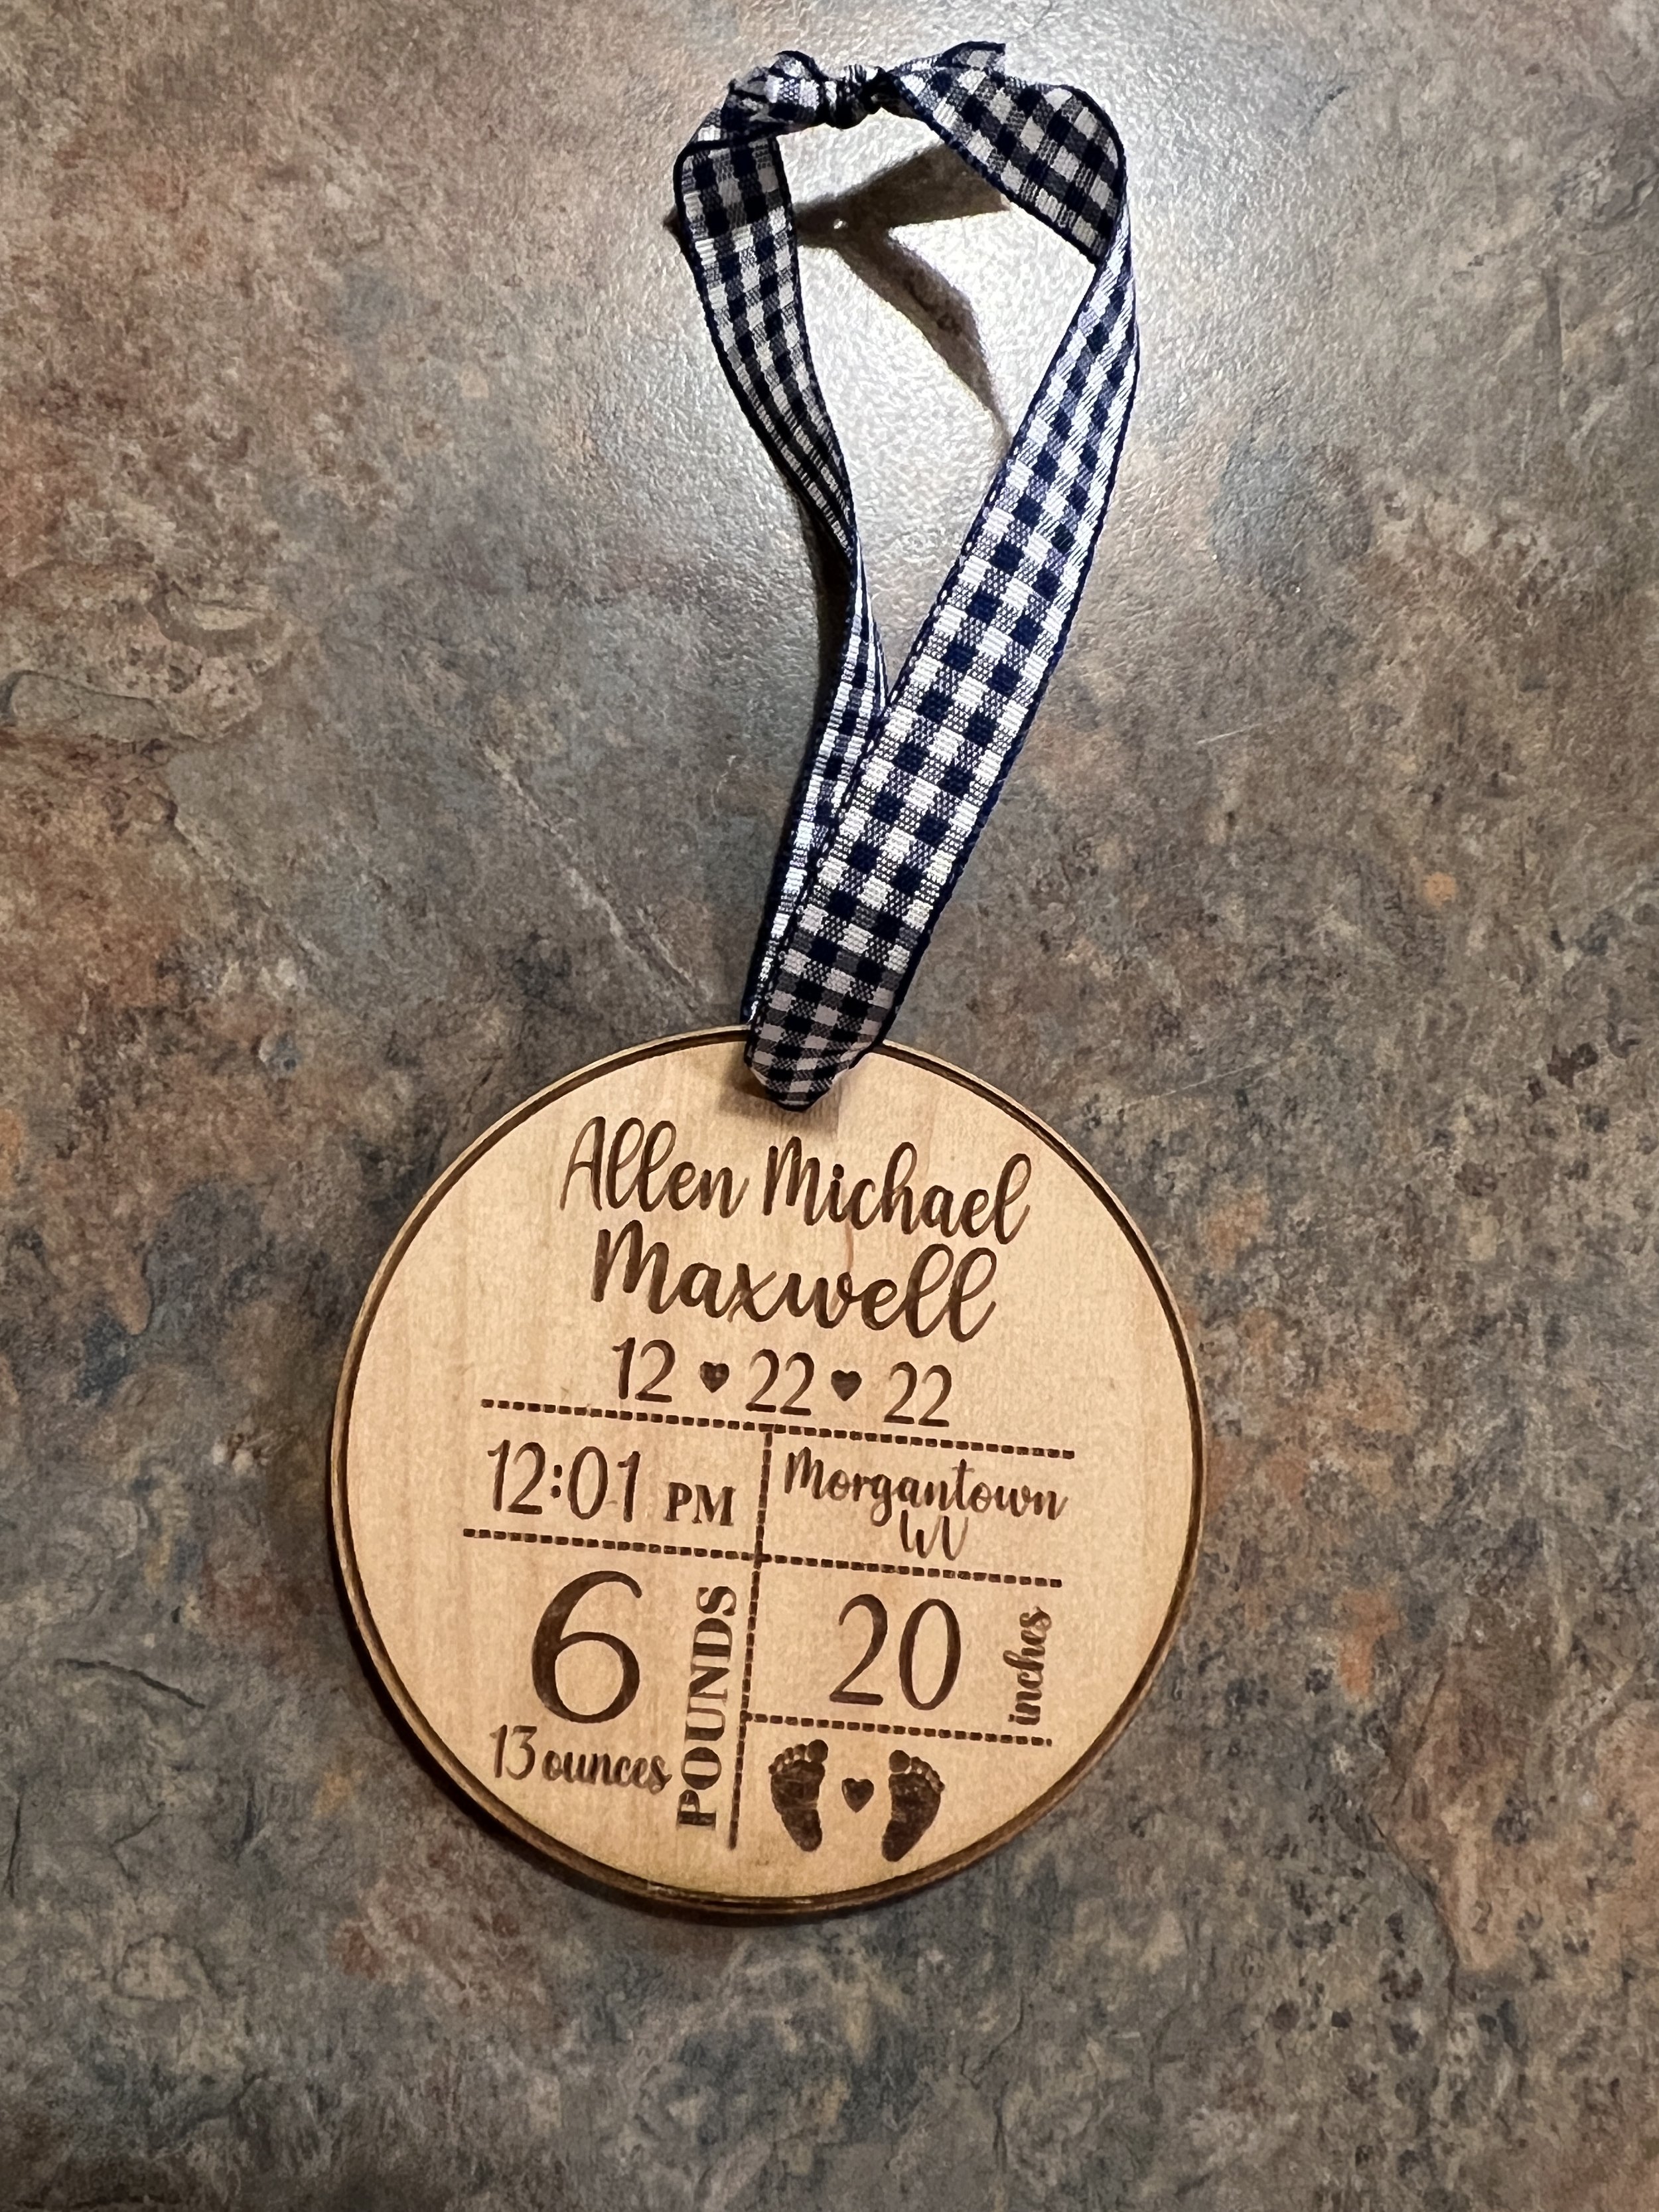 Allen Michael
Maxwell
12 ♥ 22 ♥ 22
12:01 PM
Morgantown
WV
6 POUNDS
13 ounces
20 inches